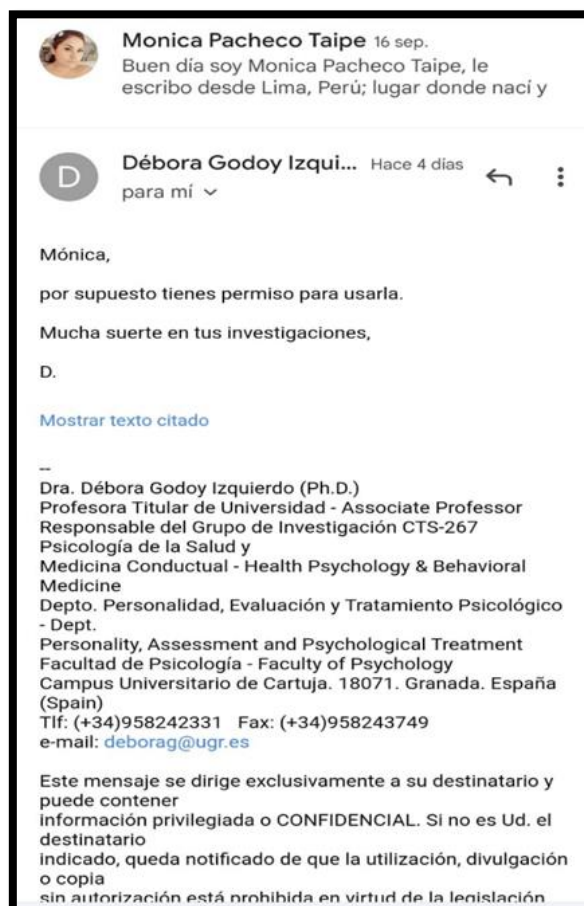 Monica Pacheco Taipe 16 sep.
Buen día soy Monica Pacheco Taipe, le
escribo desde Lima, Perú; lugar donde nací y
D
Débora Godoy Izqui... Hace 4 días
para mí
Mónica,
por supuesto tienes permiso para usarla.
Mucha suerte en tus investigaciones,
D.
Mostrar texto citado
--
Dra. Débora Godoy Izquierdo (Ph.D.)
Profesora Titular de Universidad - Associate Professor
Responsable del Grupo de Investigación CTS-267
Psicología de la Salud y
Medicina Conductual - Health Psychology & Behavioral
Medicine
Depto. Personalidad, Evaluación y Tratamiento Psicológico
- Dept.
Personality, Assessment and Psychological Treatment
Facultad de Psicología - Faculty of Psychology
Campus Universitario de Cartuja. 18071. Granada. España
(Spain)
Tlf: (+34)958242331 Fax: (+34)958243749
e-mail: deborag@ugr.es
Este mensaje se dirige exclusivamente a su destinatario y
puede contener
información privilegiada o CONFIDENCIAL. Si no es Ud. el
destinatario
indicado, queda notificado de que la utilización, divulgación
o copia
sin autorización está prohibida en virtud de la legislación